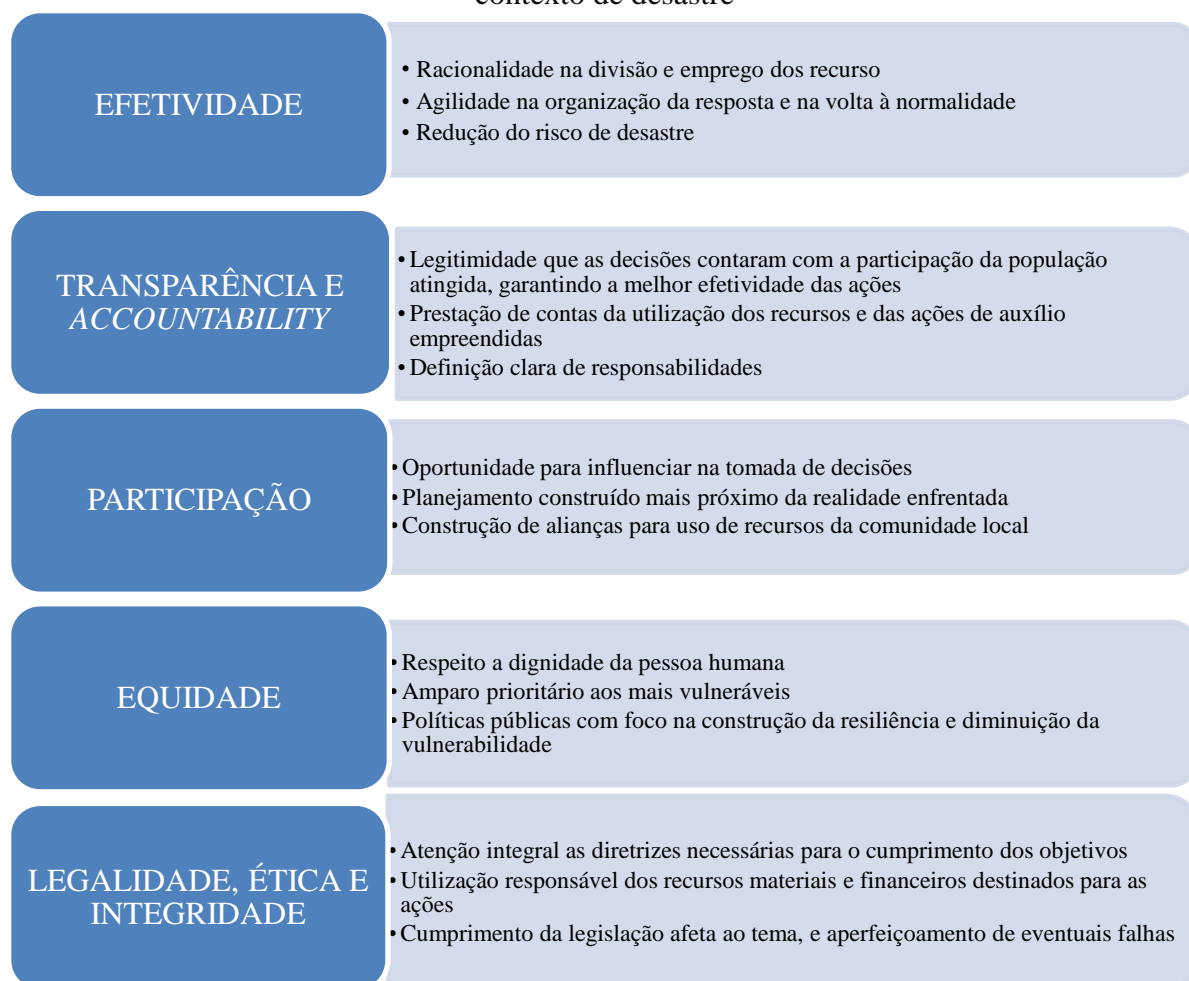 contexto de desastre
EFETIVIDADE
• Racionalidade na divisão e emprego dos recurso
• Agilidade na organização da resposta e na volta à normalidade
• Redução do risco de desastre
TRANSPARÊNCIA E
ACCOUNTABILITY
• Legitimidade que as decisões contaram com a participação da população
atingida, garantindo a melhor efetividade das ações
• Prestação de contas da utilização dos recursos e das ações de auxílio
empreendidas
• Definição clara de responsabilidades
PARTICIPAÇÃO
• Oportunidade para influenciar na tomada de decisões
• Planejamento construído mais próximo da realidade enfrentada
• Construção de alianças para uso de recursos da comunidade local
EQUIDADE
• Respeito a dignidade da pessoa humana
• Amparo prioritário aos mais vulneráveis
• Políticas públicas com foco na construção da resiliência e diminuição da
vulnerabilidade
LEGALIDADE, ÉTICA E
INTEGRIDADE
• Atenção integral as diretrizes necessárias para o cumprimento dos objetivos
• Utilização responsável dos recursos materiais e financeiros destinados para as
ações
• Cumprimento da legislação afeta ao tema, e aperfeiçoamento de eventuais falhas